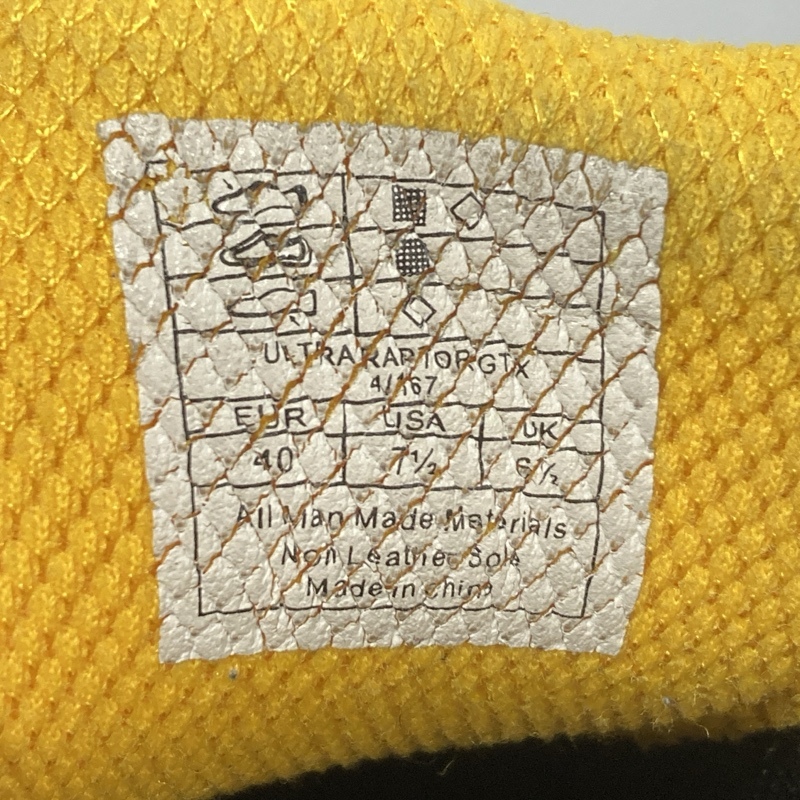 ULTRA RAPTOR GTX
4/167
EUR USA UK
40 7½ 6½
All Man Made Materials
Non Leather Sole
Made in China